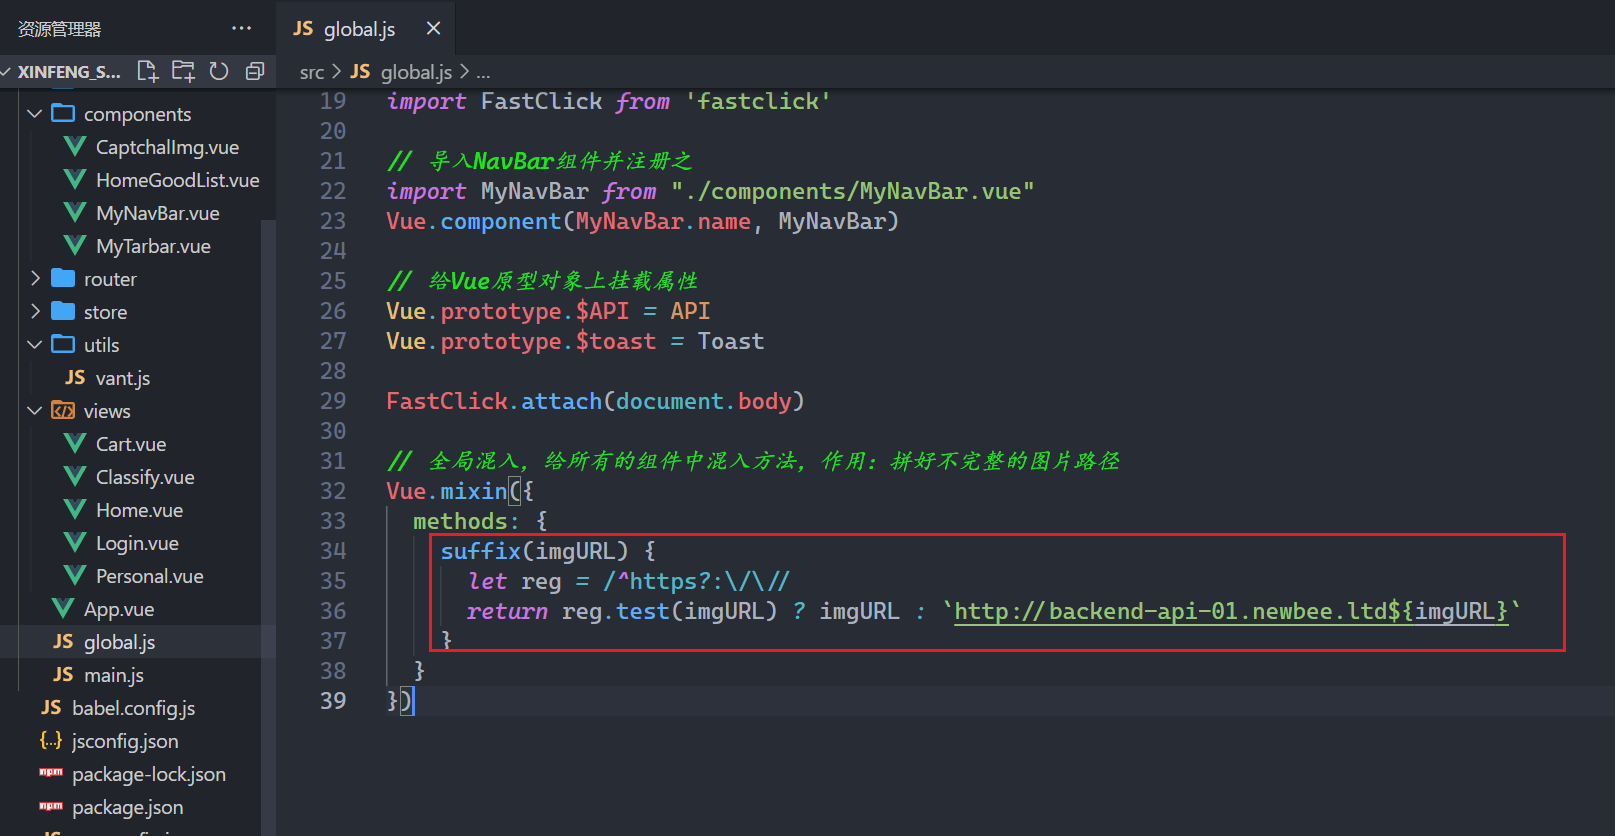 资源管理器 ...
XINFENG_S...
components
CaptchaImg.vue
HomeGoodList.vue
MyNavBar.vue
MyTarbar.vue
router
store
utils
JS vant.js
views
Cart.vue
Classify.vue
Home.vue
Login.vue
Personal.vue
App.vue
JS global.js
JS main.js
JS babel.config.js
{..} jsconfig.json
npm package-lock.json
npm package.json
JS global.js
src > JS global.js > ...
19 import FastClick from 'fastclick'
20
21 // 导入NavBar组件并注册之
22 import MyNavBar from "./components/MyNavBar.vue"
23 Vue.component(MyNavBar.name, MyNavBar)
24
25 // 给Vue原型对象上挂载属性
26 Vue.prototype.$API = API
27 Vue.prototype.$toast = Toast
28
29 FastClick.attach(document.body)
30
31 // 全局混入，给所有的组件中混入方法，作用：拼好不完整的图片路径
32 Vue.mixin({
33 methods: {
34 suffix(imgURL) {
35 let reg = /^https?:\/\//
36 return reg.test(imgURL) ? imgURL : `http://backend-api-01.newbee.ltd${imgURL}`
37 }
38 }
39 })